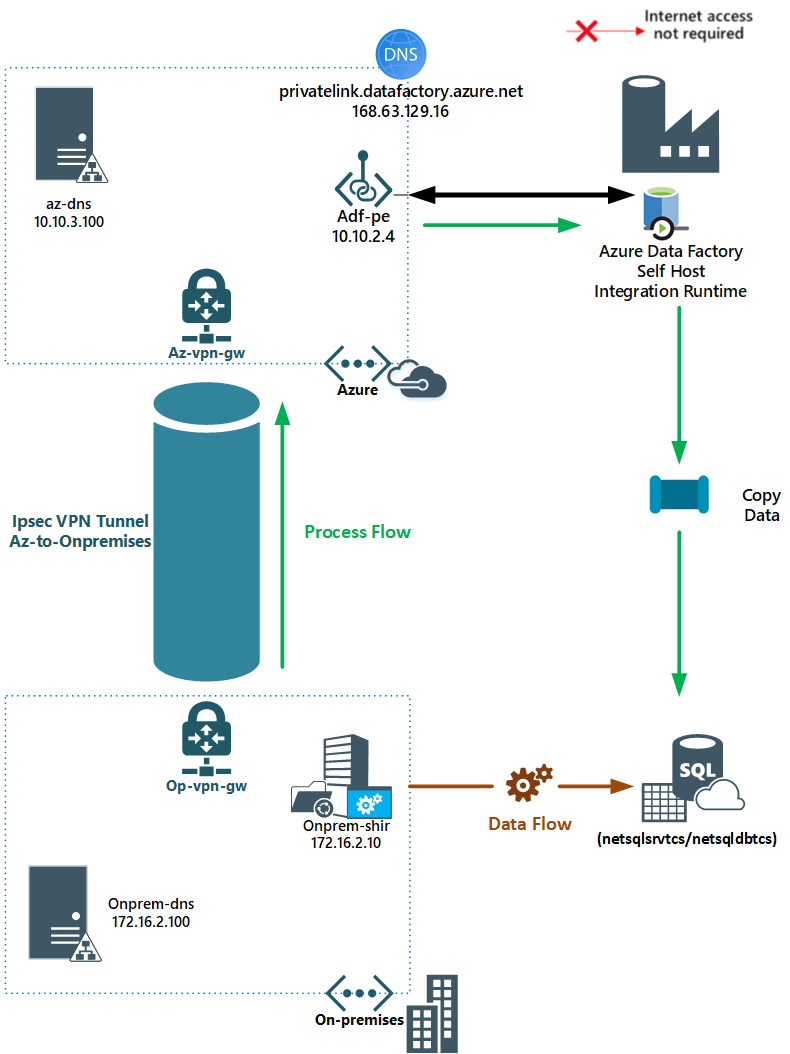 Internet access
not required
DNS
privatelink.datafactory.azure.net
168.63.129.16
az-dns
10.10.3.100
Adf-pe
10.10.2.4
Azure Data Factory
Self Host
Integration Runtime
Az-vpn-gw
Azure
Ipsec VPN Tunnel
Az-to-Onpremises
Process Flow
Copy
Data
Op-vpn-gw
Onprem-shir
172.16.2.10
Data Flow
SQL
(netsqlsrvtcs/netsqldbtcs)
Onprem-dns
172.16.2.100
On-premises